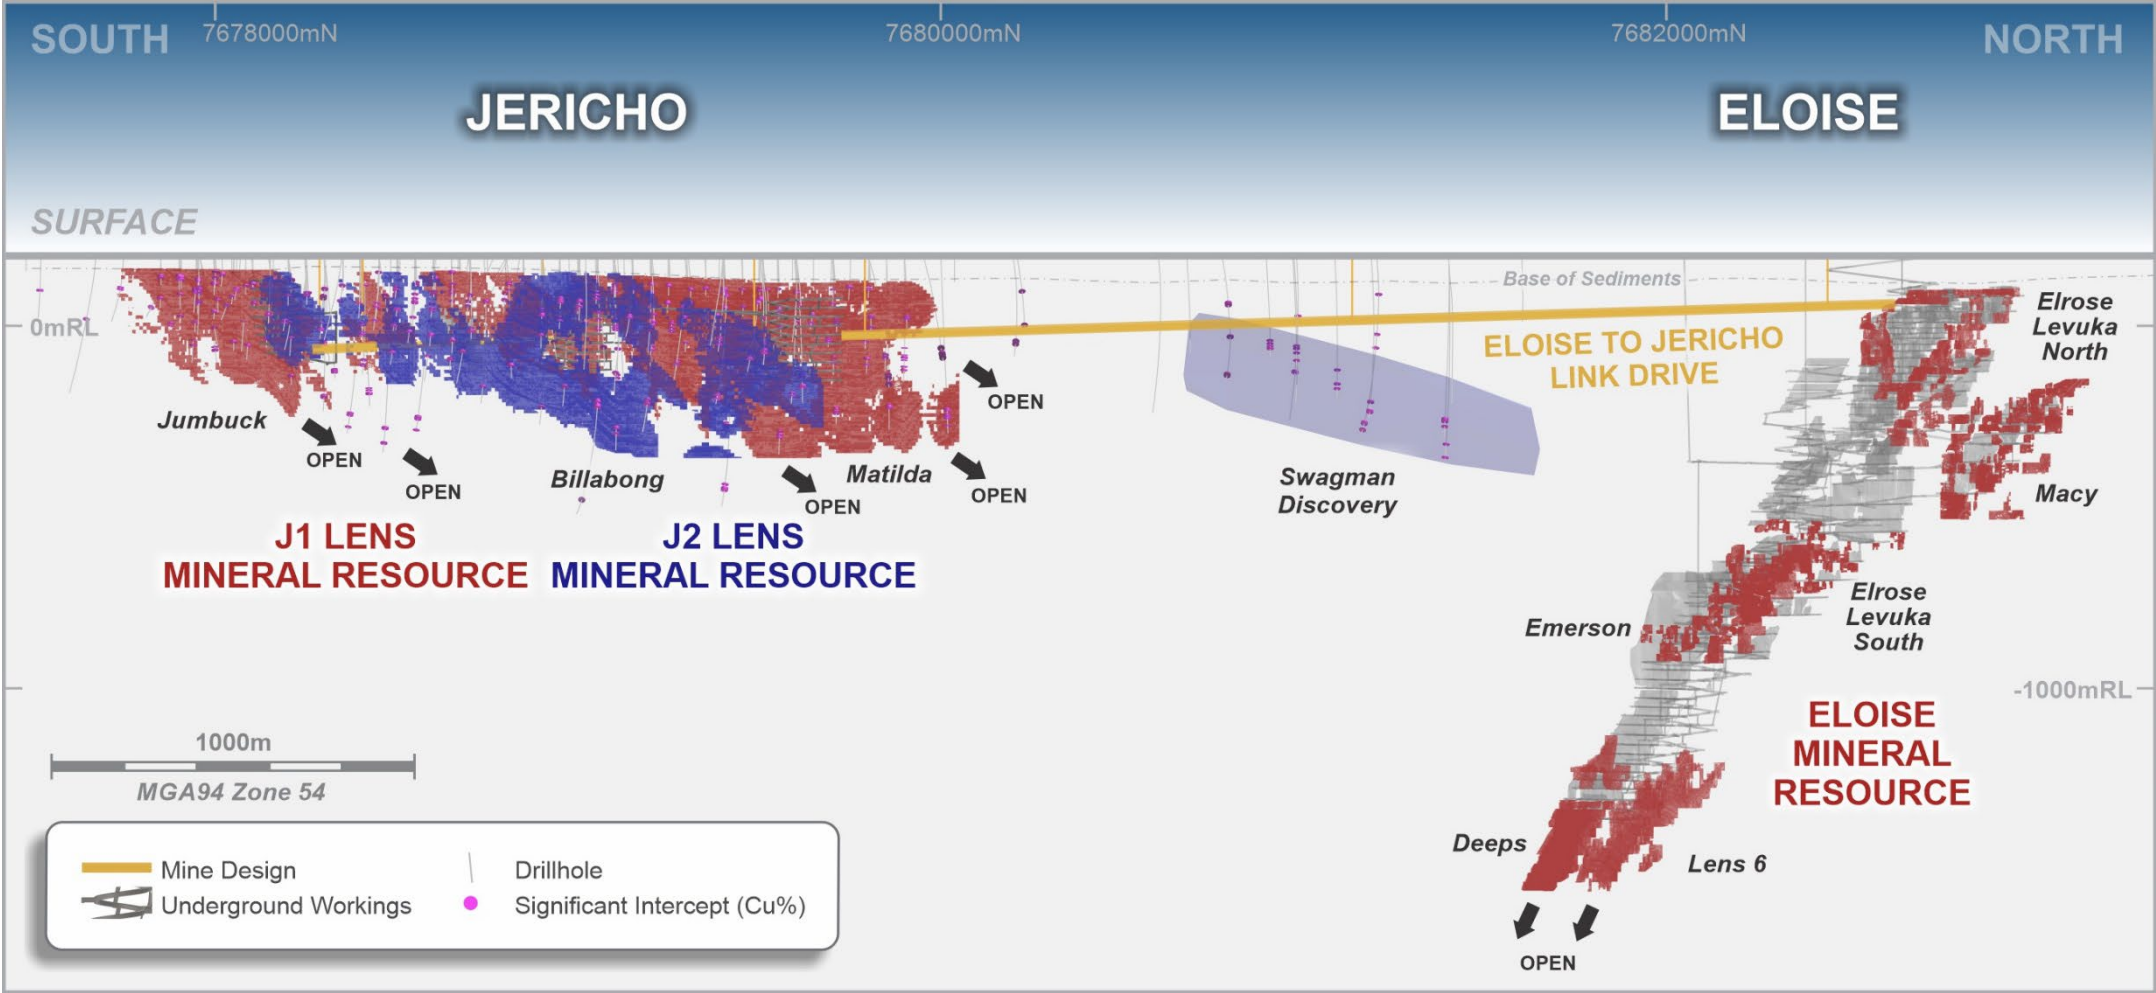 SOUTH
7678000mN
7680000mN
7682000mN
NORTH
JERICHO
ELOISE
SURFACE
Base of Sediments
0mRL
Elrose
Levuka
North
ELOISE TO JERICHO
LINK DRIVE
OPEN
Jumbuck
OPEN
OPEN
Billabong
Matilda
OPEN
OPEN
Swagman
Discovery
Macy
J1 LENS
MINERAL RESOURCE
J2 LENS
MINERAL RESOURCE
Emerson
Elrose
Levuka
South
-1000mRL
ELOISE
MINERAL
RESOURCE
1000m
MGA94 Zone 54
Deeps
Lens 6
OPEN
Mine Design
Drillhole
Underground Workings
Significant Intercept (Cu%)